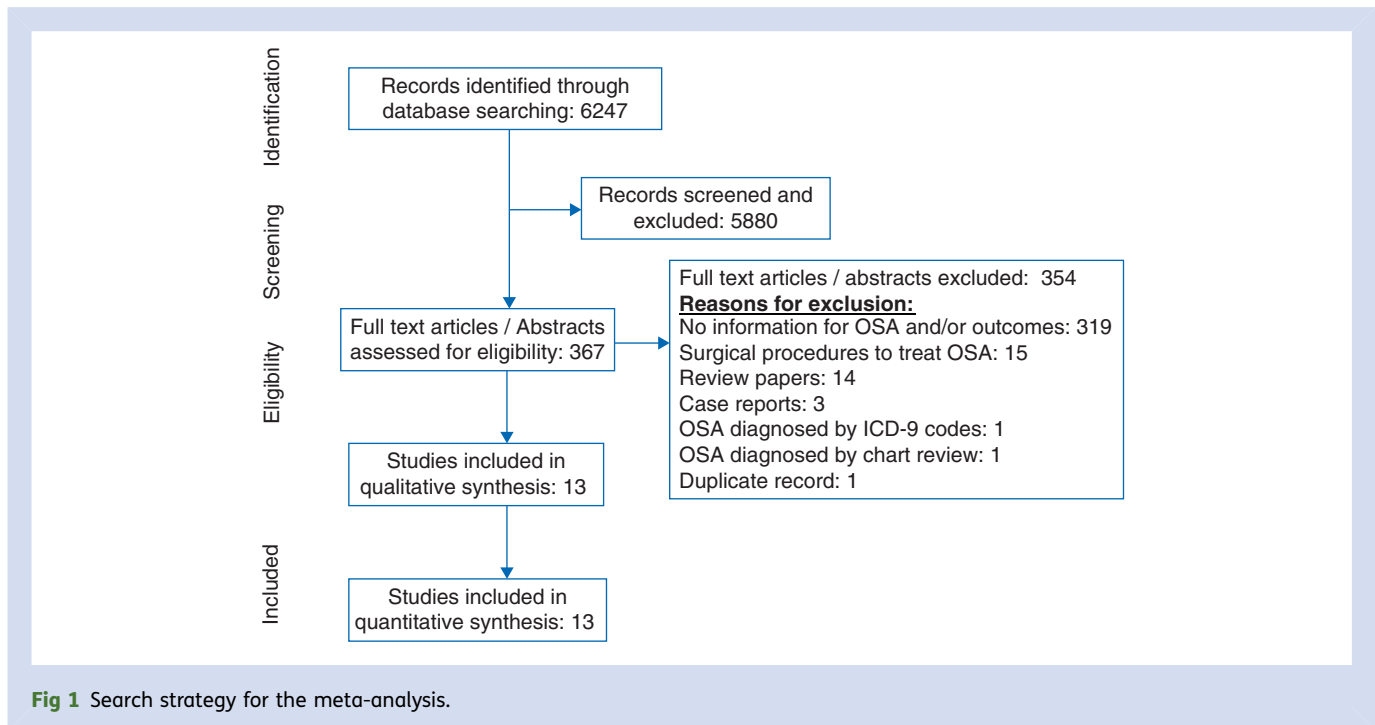 Identification
Records identified through
database searching: 6247
Screening
Records screened and
excluded: 5880
Eligibility
Full text articles / Abstracts
assessed for eligibility: 367
Full text articles / abstracts excluded: 354
Reasons for exclusion:
No information for OSA and/or outcomes: 319
Surgical procedures to treat OSA: 15
Review papers: 14
Case reports: 3
OSA diagnosed by ICD-9 codes: 1
OSA diagnosed by chart review: 1
Duplicate record: 1
Studies included in
qualitative synthesis: 13
Included
Studies included in
quantitative synthesis: 13
Fig 1 Search strategy for the meta-analysis.